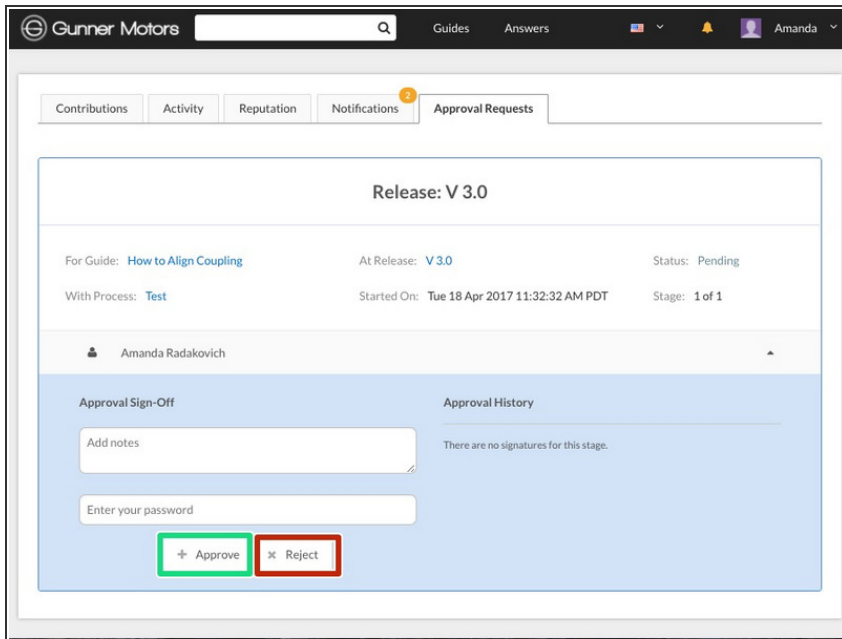 Gunner Motors Guides Answers Amanda
Contributions Activity Reputation Notifications 2 Approval Requests
Release: V 3.0
For Guide: How to Align Coupling At Release: V 3.0 Status: Pending
With Process: Test Started On: Tue 18 Apr 2017 11:32:32 AM PDT Stage: 1 of 1
Amanda Radakovich
Approval Sign-Off Approval History
Add notes There are no signatures for this stage.
Enter your password
Approve Reject